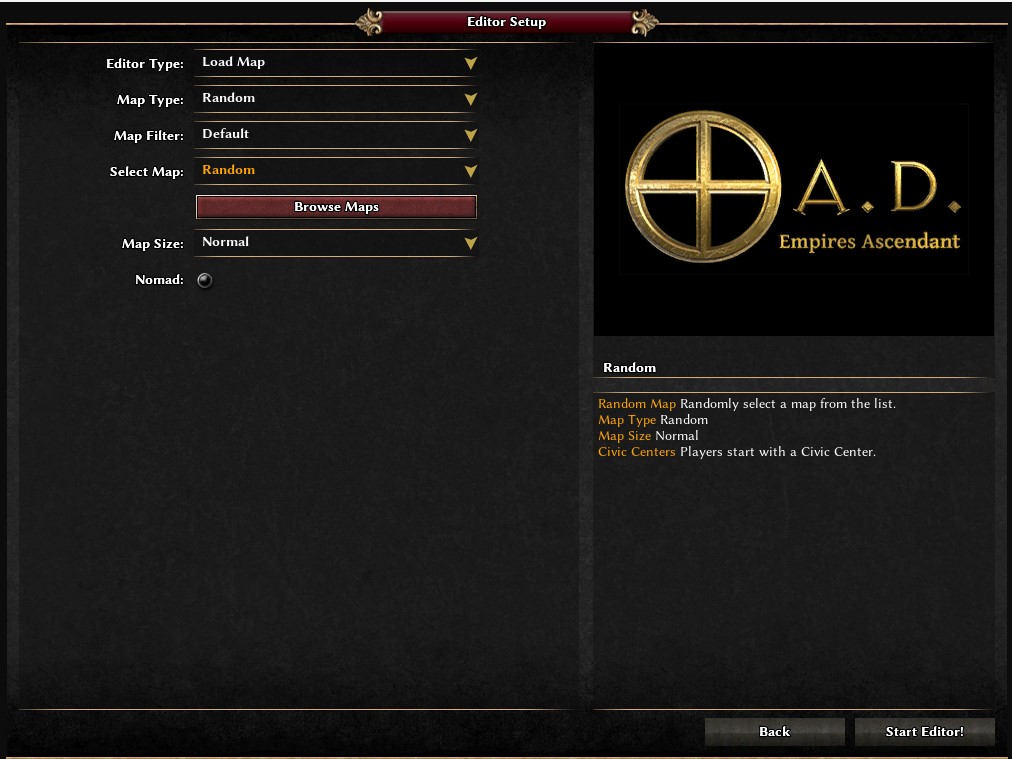 Editor Setup
Editor Type: Load Map
Map Type: Random
Map Filter: Default
Select Map: Random
Browse Maps
Map Size: Normal
Nomad:
A.D.
Empires Ascendant
Random
Random Map Randomly select a map from the list.
Map Type Random
Map Size Normal
Civic Centers Players start with a Civic Center.
Back
Start Editor!